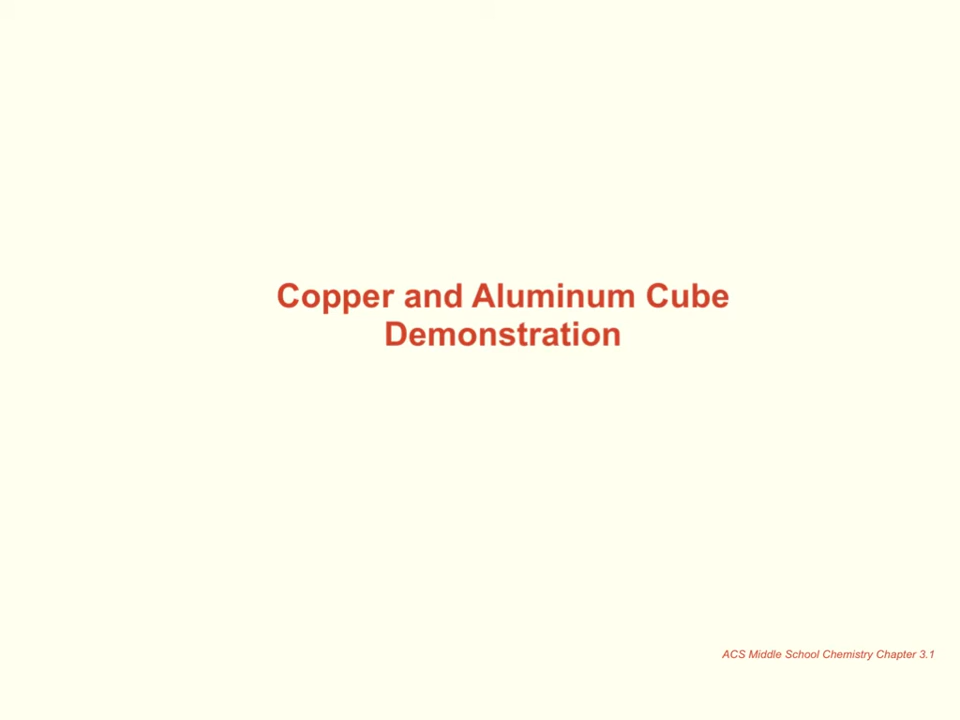 Copper and Aluminum Cube
Demonstration
ACS Middle School Chemistry Chapter 3.1